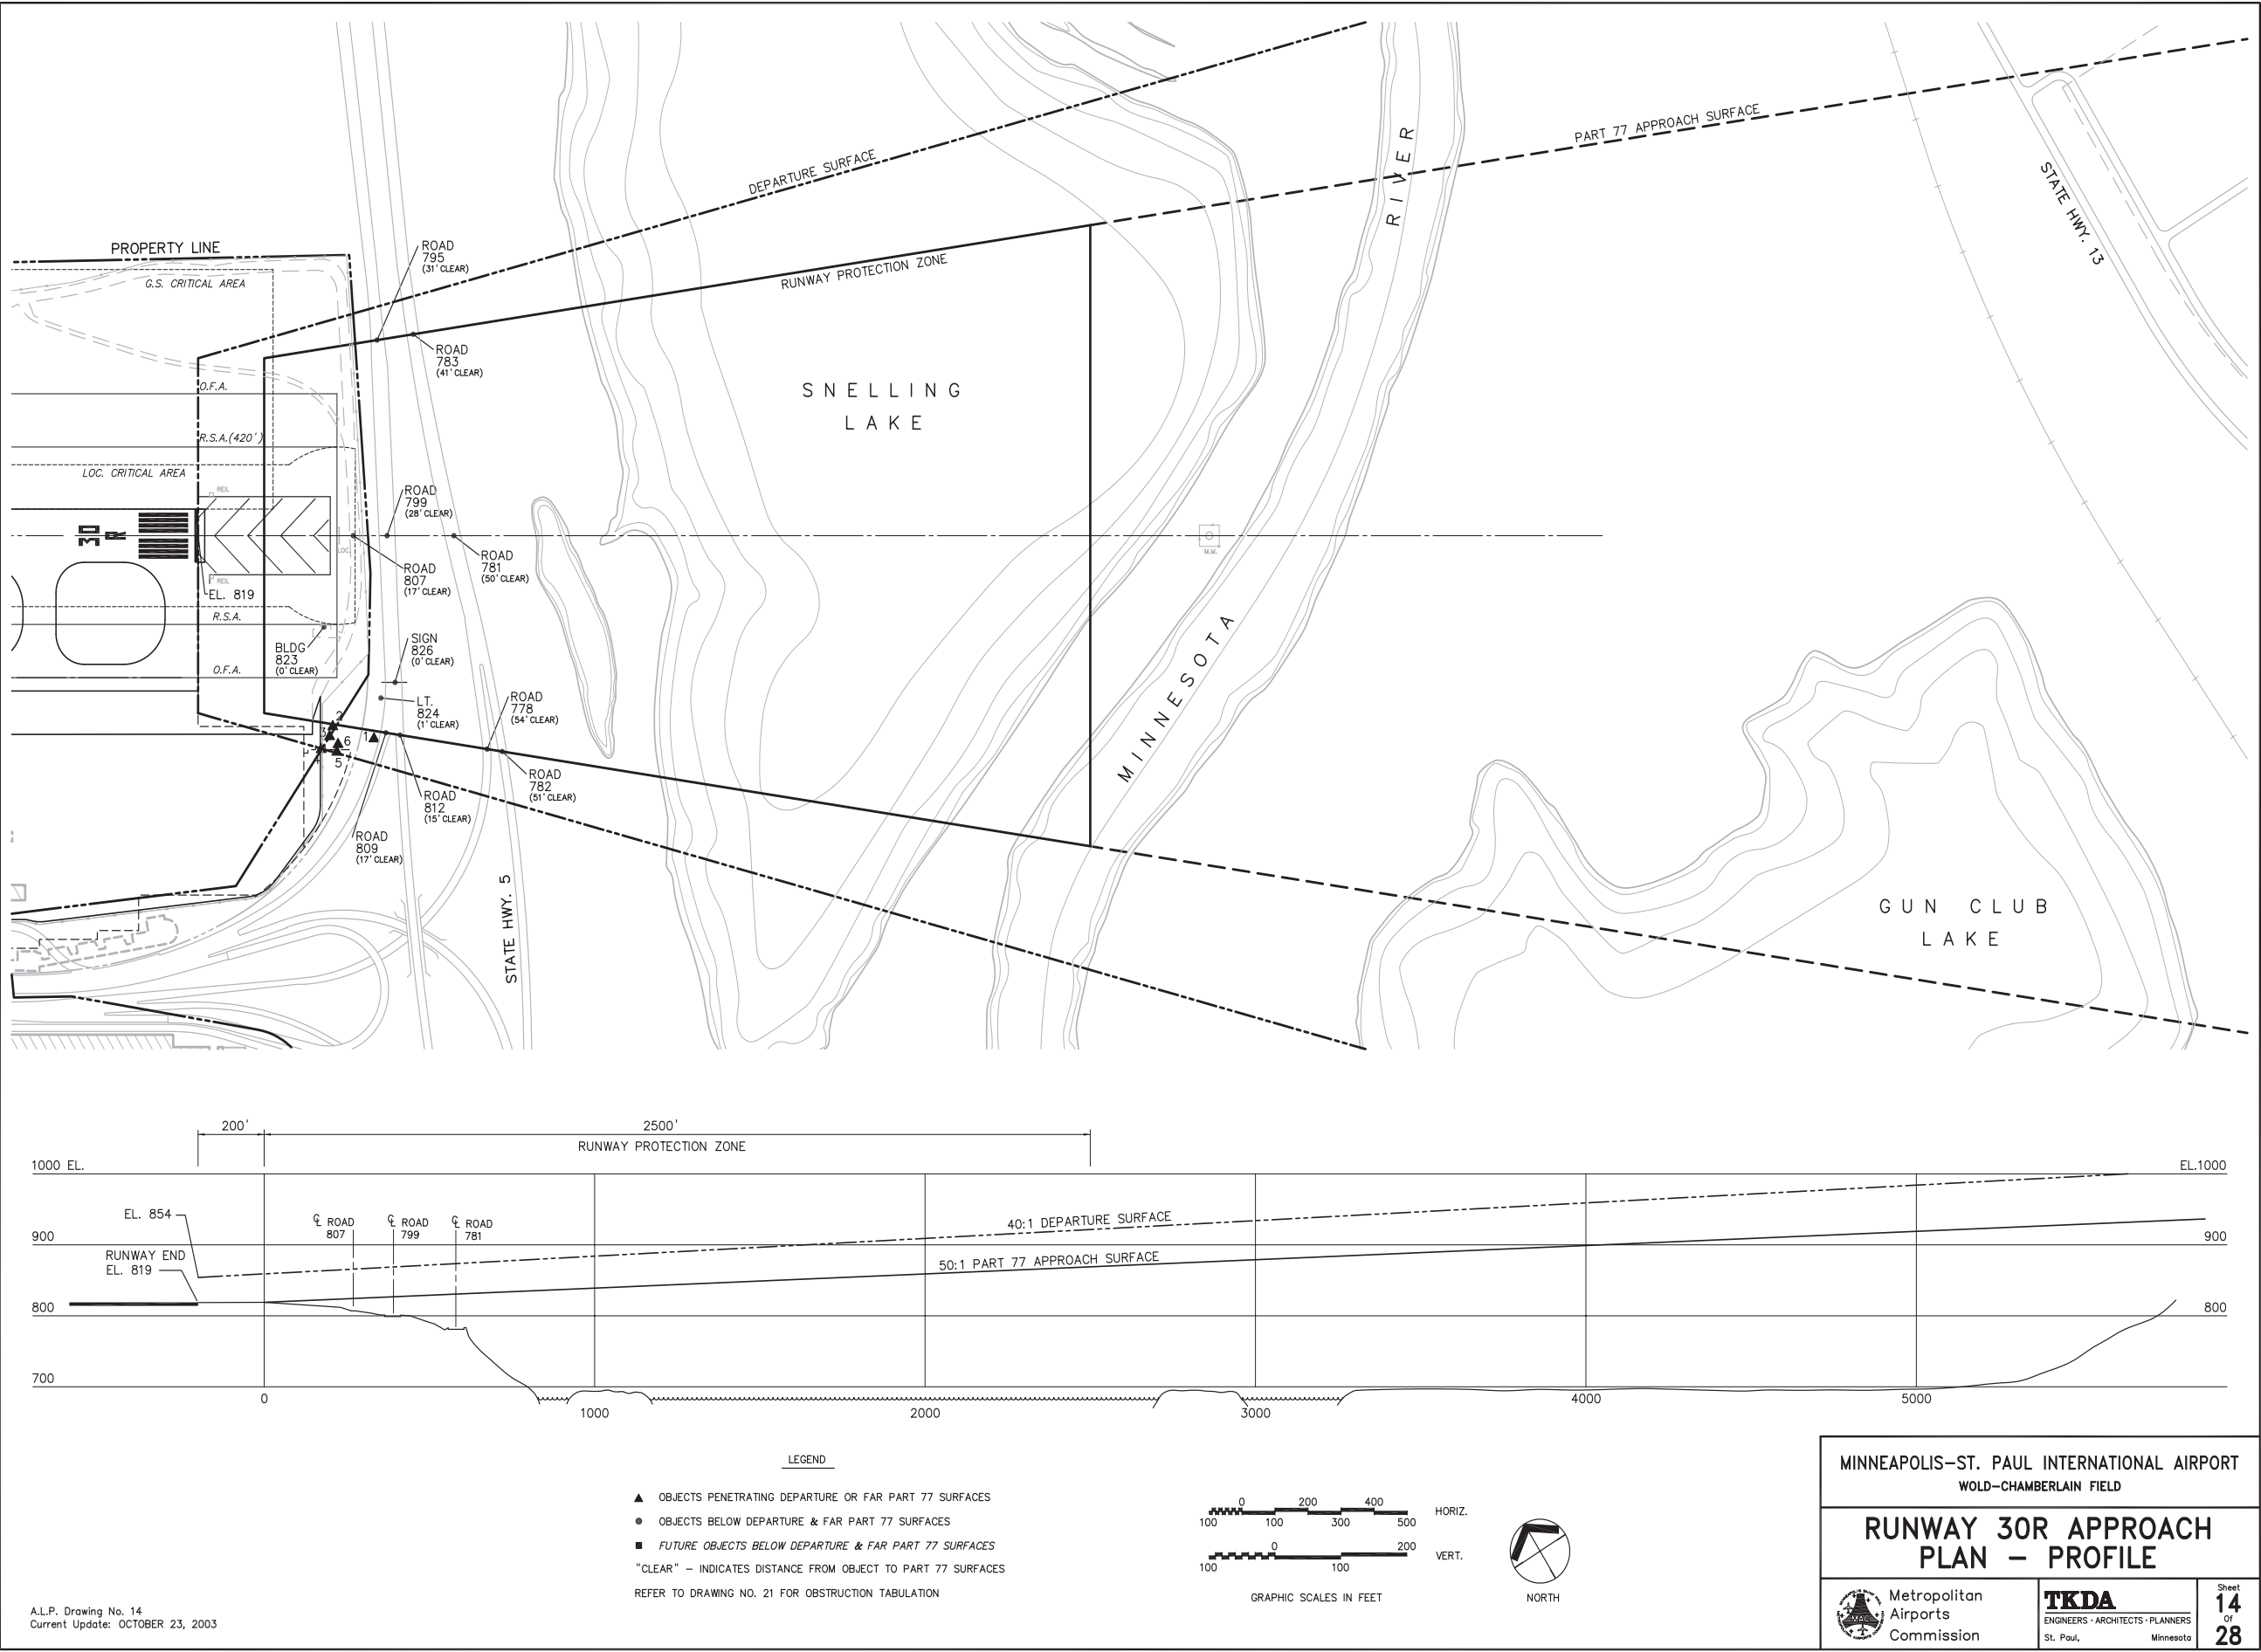 DEPARTURE SURFACE
PART 77 APPROACH SURFACE
RIVER
STATE HWY. 13
PROPERTY LINE
G.S. CRITICAL AREA
ROAD
795
(31' CLEAR)
RUNWAY PROTECTION ZONE
ROAD
783
(41' CLEAR)
SNELLING
LAKE
O.F.A.
R.S.A.(420')
LOC. CRITICAL AREA
REIL
30
R
ROAD
799
(28' CLEAR)
LOC.
ROAD
781
(50' CLEAR)
M.M.
ROAD
807
(17' CLEAR)
REIL
EL. 819
R.S.A.
BLDG
823
(0' CLEAR)
SIGN
826
(0' CLEAR)
O.F.A.
LT.
824
(1' CLEAR)
ROAD
778
(54' CLEAR)
MINNESOTA
2
3
1
6
4
5
ROAD
782
(51' CLEAR)
ROAD
812
(15' CLEAR)
ROAD
809
(17' CLEAR)
STATE HWY. 5
GUN CLUB
LAKE
200'
2500'
RUNWAY PROTECTION ZONE
1000 EL.
EL.1000
EL. 854
℄ ROAD
807
℄ ROAD
799
℄ ROAD
781
40:1 DEPARTURE SURFACE
900
900
RUNWAY END
EL. 819
50:1 PART 77 APPROACH SURFACE
800
800
700
0
1000
2000
3000
4000
5000
LEGEND
OBJECTS PENETRATING DEPARTURE OR FAR PART 77 SURFACES
OBJECTS BELOW DEPARTURE & FAR PART 77 SURFACES
FUTURE OBJECTS BELOW DEPARTURE & FAR PART 77 SURFACES
"CLEAR" – INDICATES DISTANCE FROM OBJECT TO PART 77 SURFACES
REFER TO DRAWING NO. 21 FOR OBSTRUCTION TABULATION
0 200 400
HORIZ.
100 100 300 500
0 200
VERT.
100 100
GRAPHIC SCALES IN FEET
NORTH
MINNEAPOLIS–ST. PAUL INTERNATIONAL AIRPORT
WOLD–CHAMBERLAIN FIELD
RUNWAY 30R APPROACH
PLAN – PROFILE
Metropolitan
Airports
Commission
TKDA
ENGINEERS · ARCHITECTS · PLANNERS
St. Paul, Minnesota
Sheet
14
Of
28
A.L.P. Drawing No. 14
Current Update: OCTOBER 23, 2003